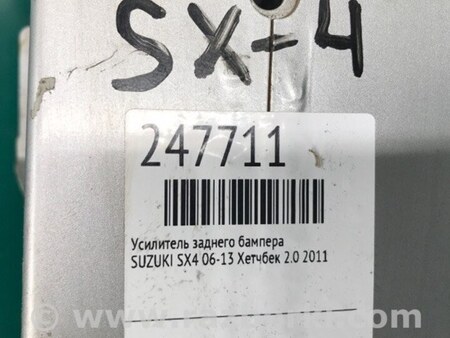 SX-4
247711
Усилитель заднего бампера
SUZUKI SX4 06-13 Хетчбек 2.0 2011